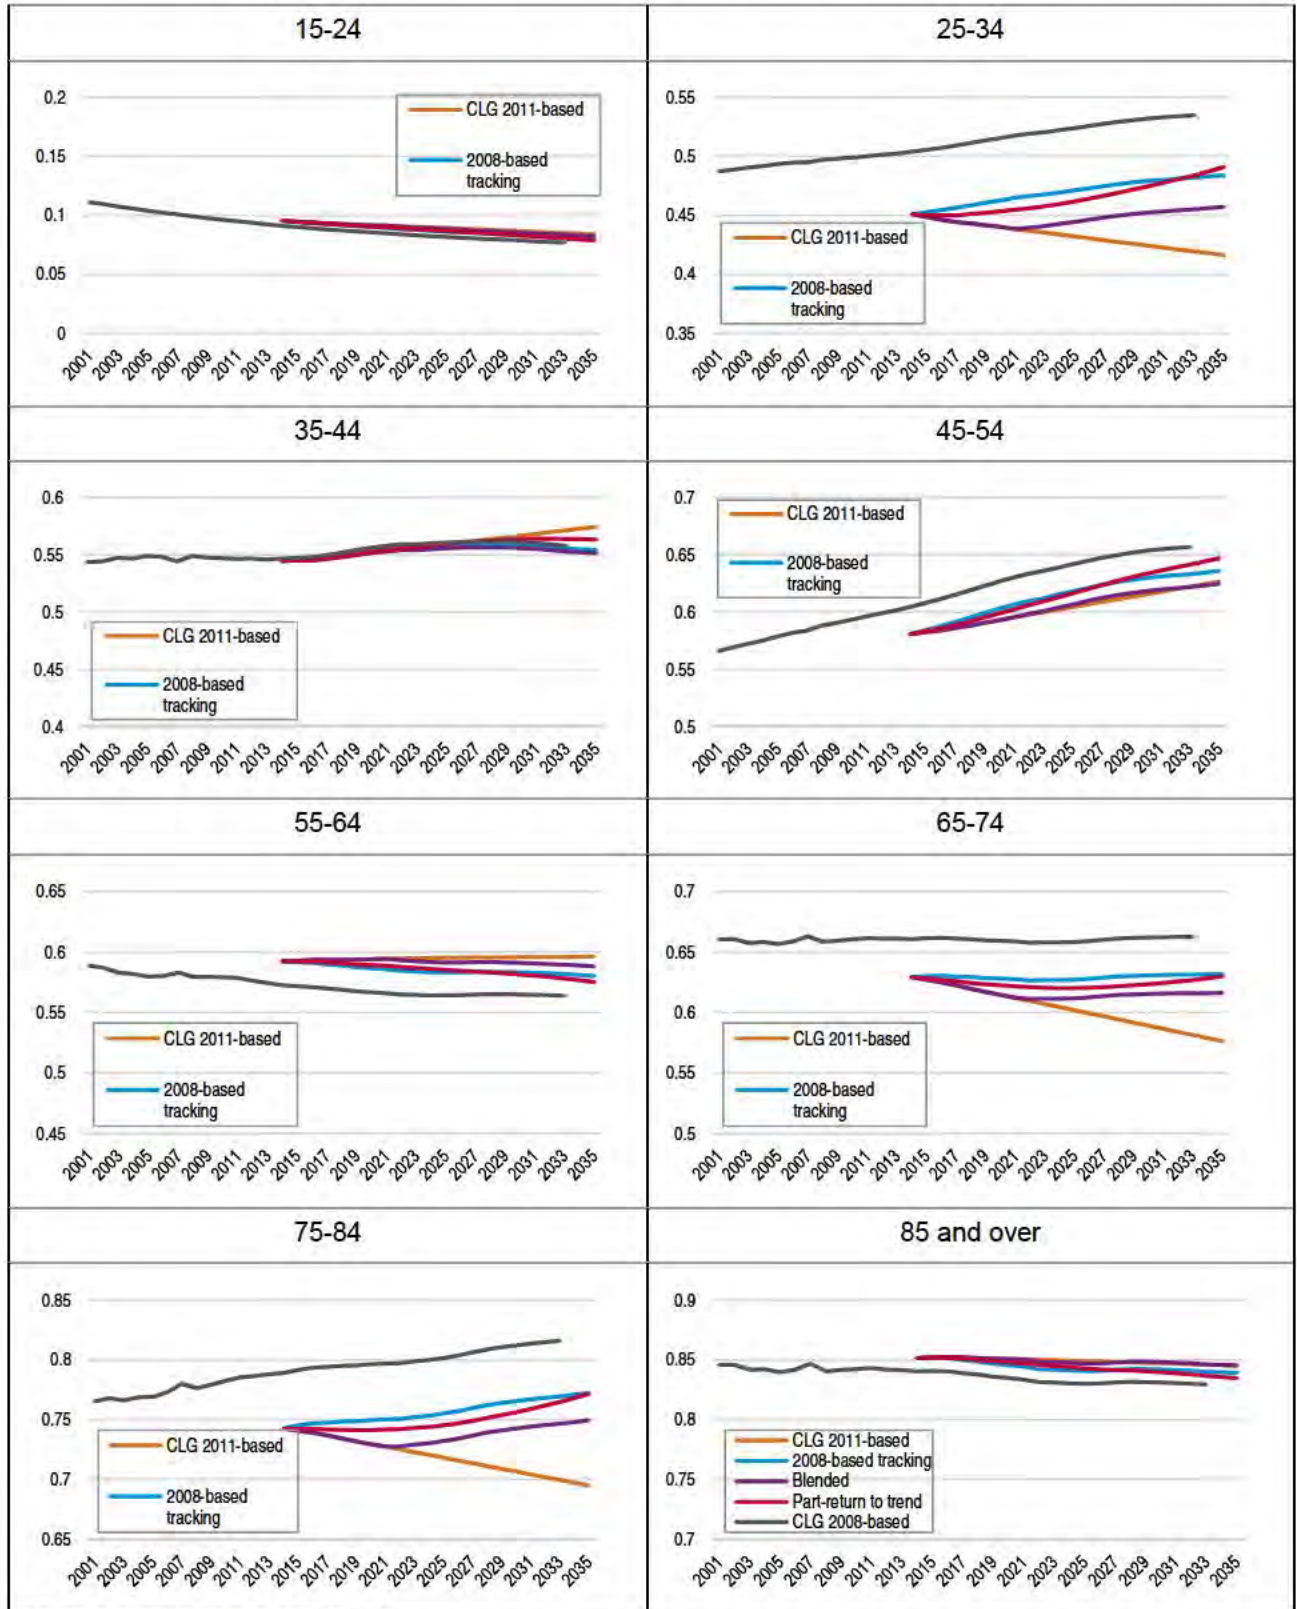 15-24
25-34
0.2
0.15
0.1
0.05
0
CLG 2011-based
2008-based
tracking
2001 2003 2005 2007 2009 2011 2013 2015 2017 2019 2021 2023 2025 2027 2029 2031 2033 2035
0.55
0.5
0.45
0.4
0.35
CLG 2011-based
2008-based
tracking
2001 2003 2005 2007 2009 2011 2013 2015 2017 2019 2021 2023 2025 2027 2029 2031 2033 2035
35-44
45-54
0.6
0.55
0.5
0.45
0.4
CLG 2011-based
2008-based
tracking
2001 2003 2005 2007 2009 2011 2013 2015 2017 2019 2021 2023 2025 2027 2029 2031 2033 2035
0.7
0.65
0.6
0.55
0.5
CLG 2011-based
2008-based
tracking
2001 2003 2005 2007 2009 2011 2013 2015 2017 2019 2021 2023 2025 2027 2029 2031 2033 2035
55-64
65-74
0.65
0.6
0.55
0.5
0.45
CLG 2011-based
2008-based
tracking
2001 2003 2005 2007 2009 2011 2013 2015 2017 2019 2021 2023 2025 2027 2029 2031 2033 2035
0.7
0.65
0.6
0.55
0.5
CLG 2011-based
2008-based
tracking
2001 2003 2005 2007 2009 2011 2013 2015 2017 2019 2021 2023 2025 2027 2029 2031 2033 2035
75-84
85 and over
0.85
0.8
0.75
0.7
0.65
CLG 2011-based
2008-based
tracking
2001 2003 2005 2007 2009 2011 2013 2015 2017 2019 2021 2023 2025 2027 2029 2031 2033 2035
0.9
0.85
0.8
0.75
0.7
CLG 2011-based
2008-based tracking
Blended
Part-return to trend
CLG 2008-based
2001 2003 2005 2007 2009 2011 2013 2015 2017 2019 2021 2023 2025 2027 2029 2031 2033 2035